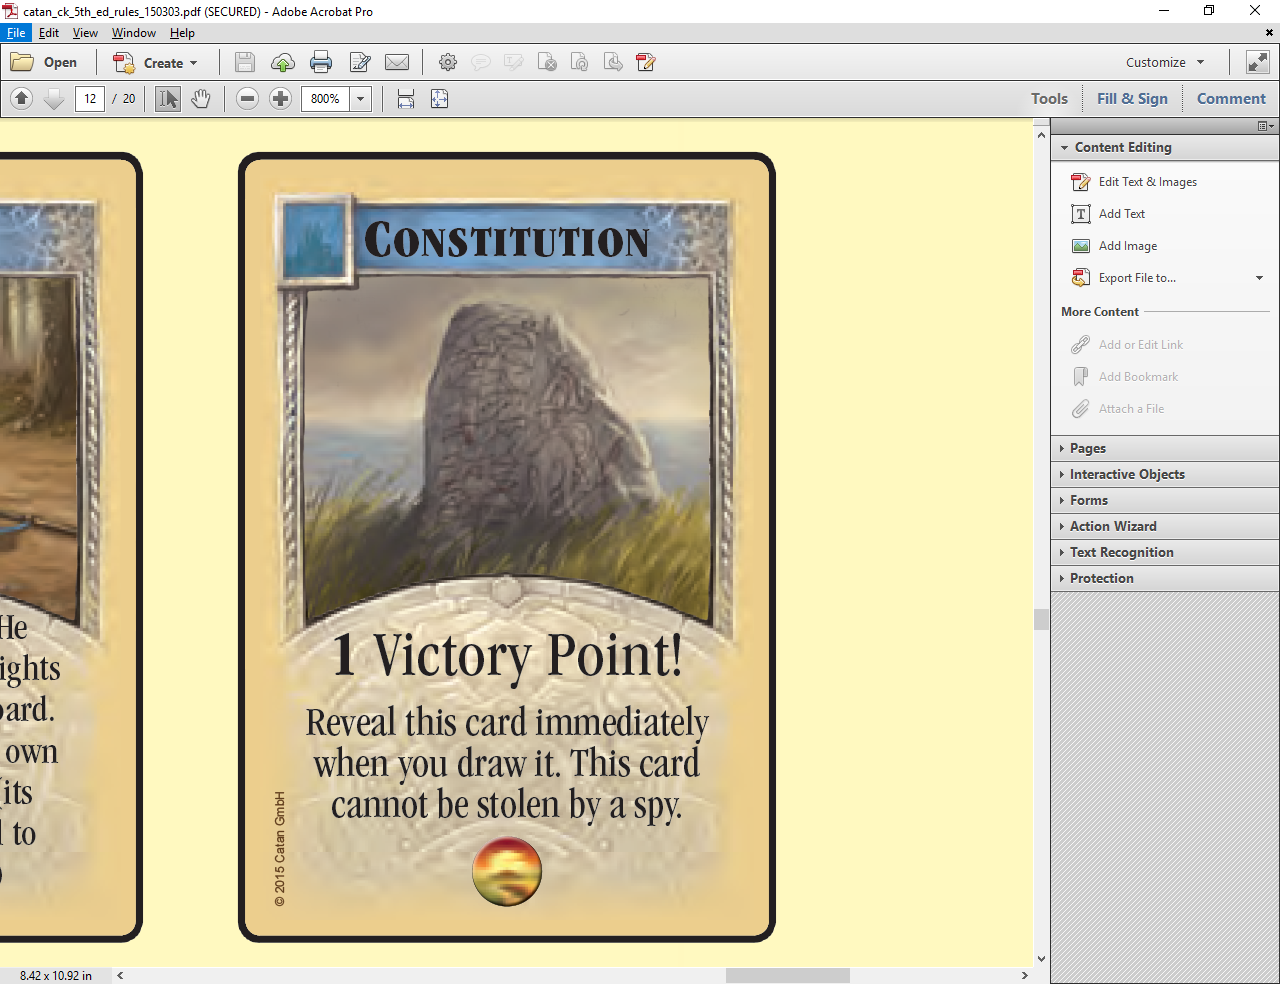 catan_ck_5th_ed_rules_150303.pdf (SECURED) - Adobe Acrobat Pro
File Edit View Window Help
Open Create Customize
12 / 20 800% Tools Fill & Sign Comment
Content Editing
Edit Text & Images
Add Text
Add Image
Export File to...
More Content
Add or Edit Link
Add Bookmark
Attach a File
Pages
Interactive Objects
Forms
Action Wizard
Text Recognition
Protection
He
ights
oard.
own
(its
l to
)
CONSTITUTION
1 Victory Point!
Reveal this card immediately
when you draw it. This card
cannot be stolen by a spy.
© 2015 Catan GmbH
8.42 x 10.92 in